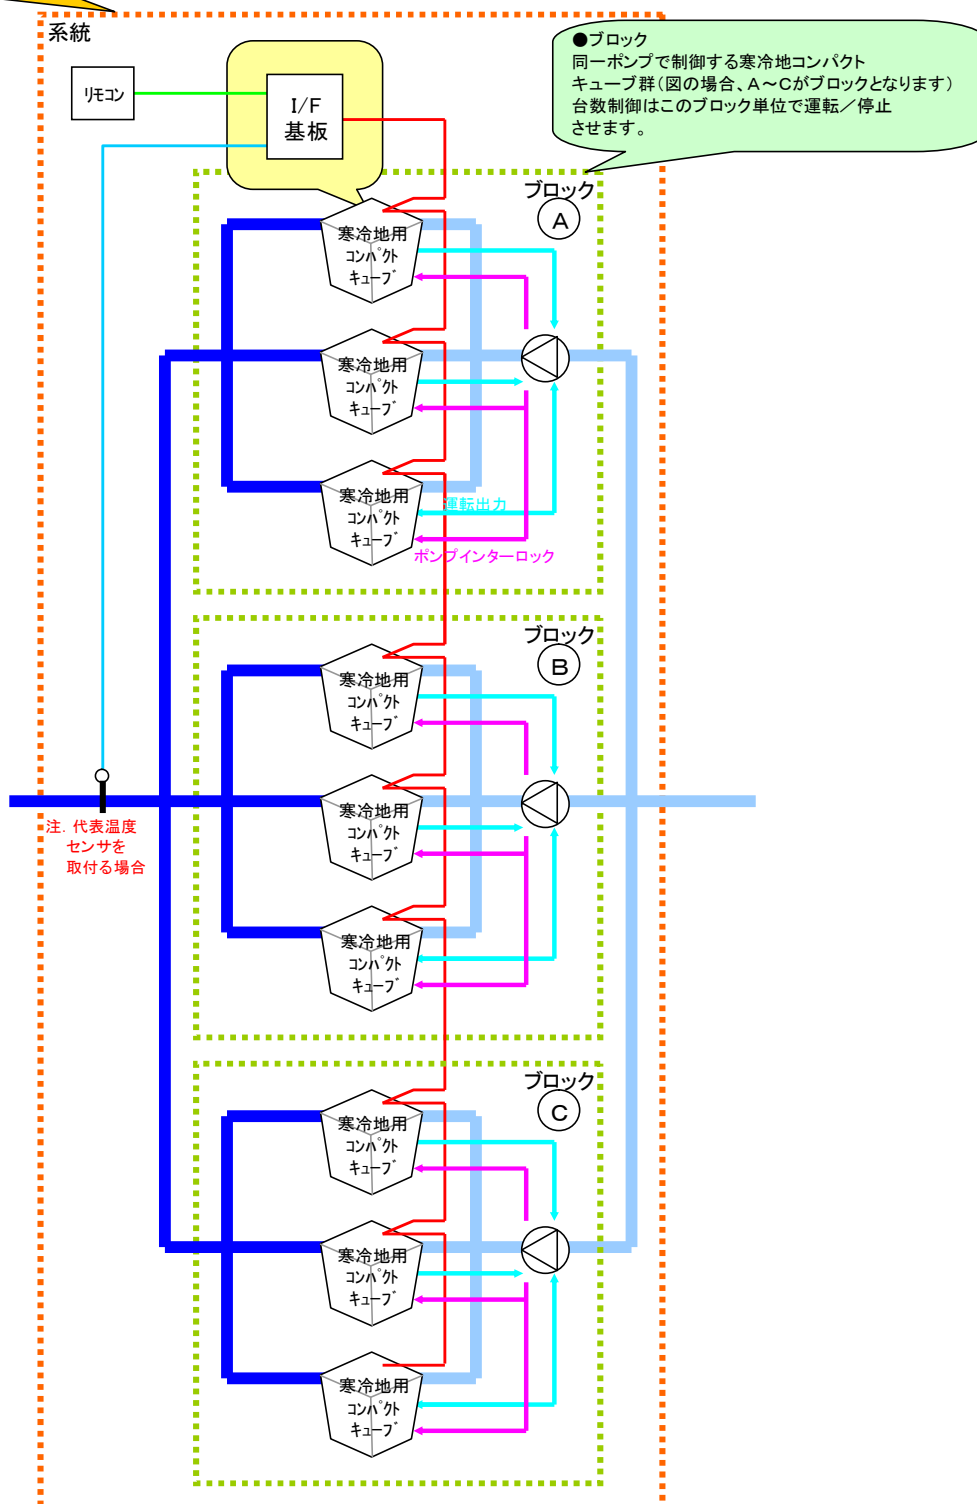 系統
●ブロック
同一ポンプで制御する寒冷地コンパクト
キューブ群(図の場合、A～Cがブロックとなります)
台数制御はこのブロック単位で運転／停止
させます。
ﾘﾓｺﾝ
I/F
基板
ブロック
A
寒冷地用
ｺﾝﾊﾟｸﾄ
ｷｭｰﾌﾞ
寒冷地用
ｺﾝﾊﾟｸﾄ
ｷｭｰﾌﾞ
寒冷地用
ｺﾝﾊﾟｸﾄ
ｷｭｰﾌﾞ
運転出力
ポンプインターロック
ブロック
B
寒冷地用
ｺﾝﾊﾟｸﾄ
ｷｭｰﾌﾞ
寒冷地用
ｺﾝﾊﾟｸﾄ
ｷｭｰﾌﾞ
寒冷地用
ｺﾝﾊﾟｸﾄ
ｷｭｰﾌﾞ
注. 代表温度
センサを
取付る場合
ブロック
C
寒冷地用
ｺﾝﾊﾟｸﾄ
ｷｭｰﾌﾞ
寒冷地用
ｺﾝﾊﾟｸﾄ
ｷｭｰﾌﾞ
寒冷地用
ｺﾝﾊﾟｸﾄ
ｷｭｰﾌﾞ